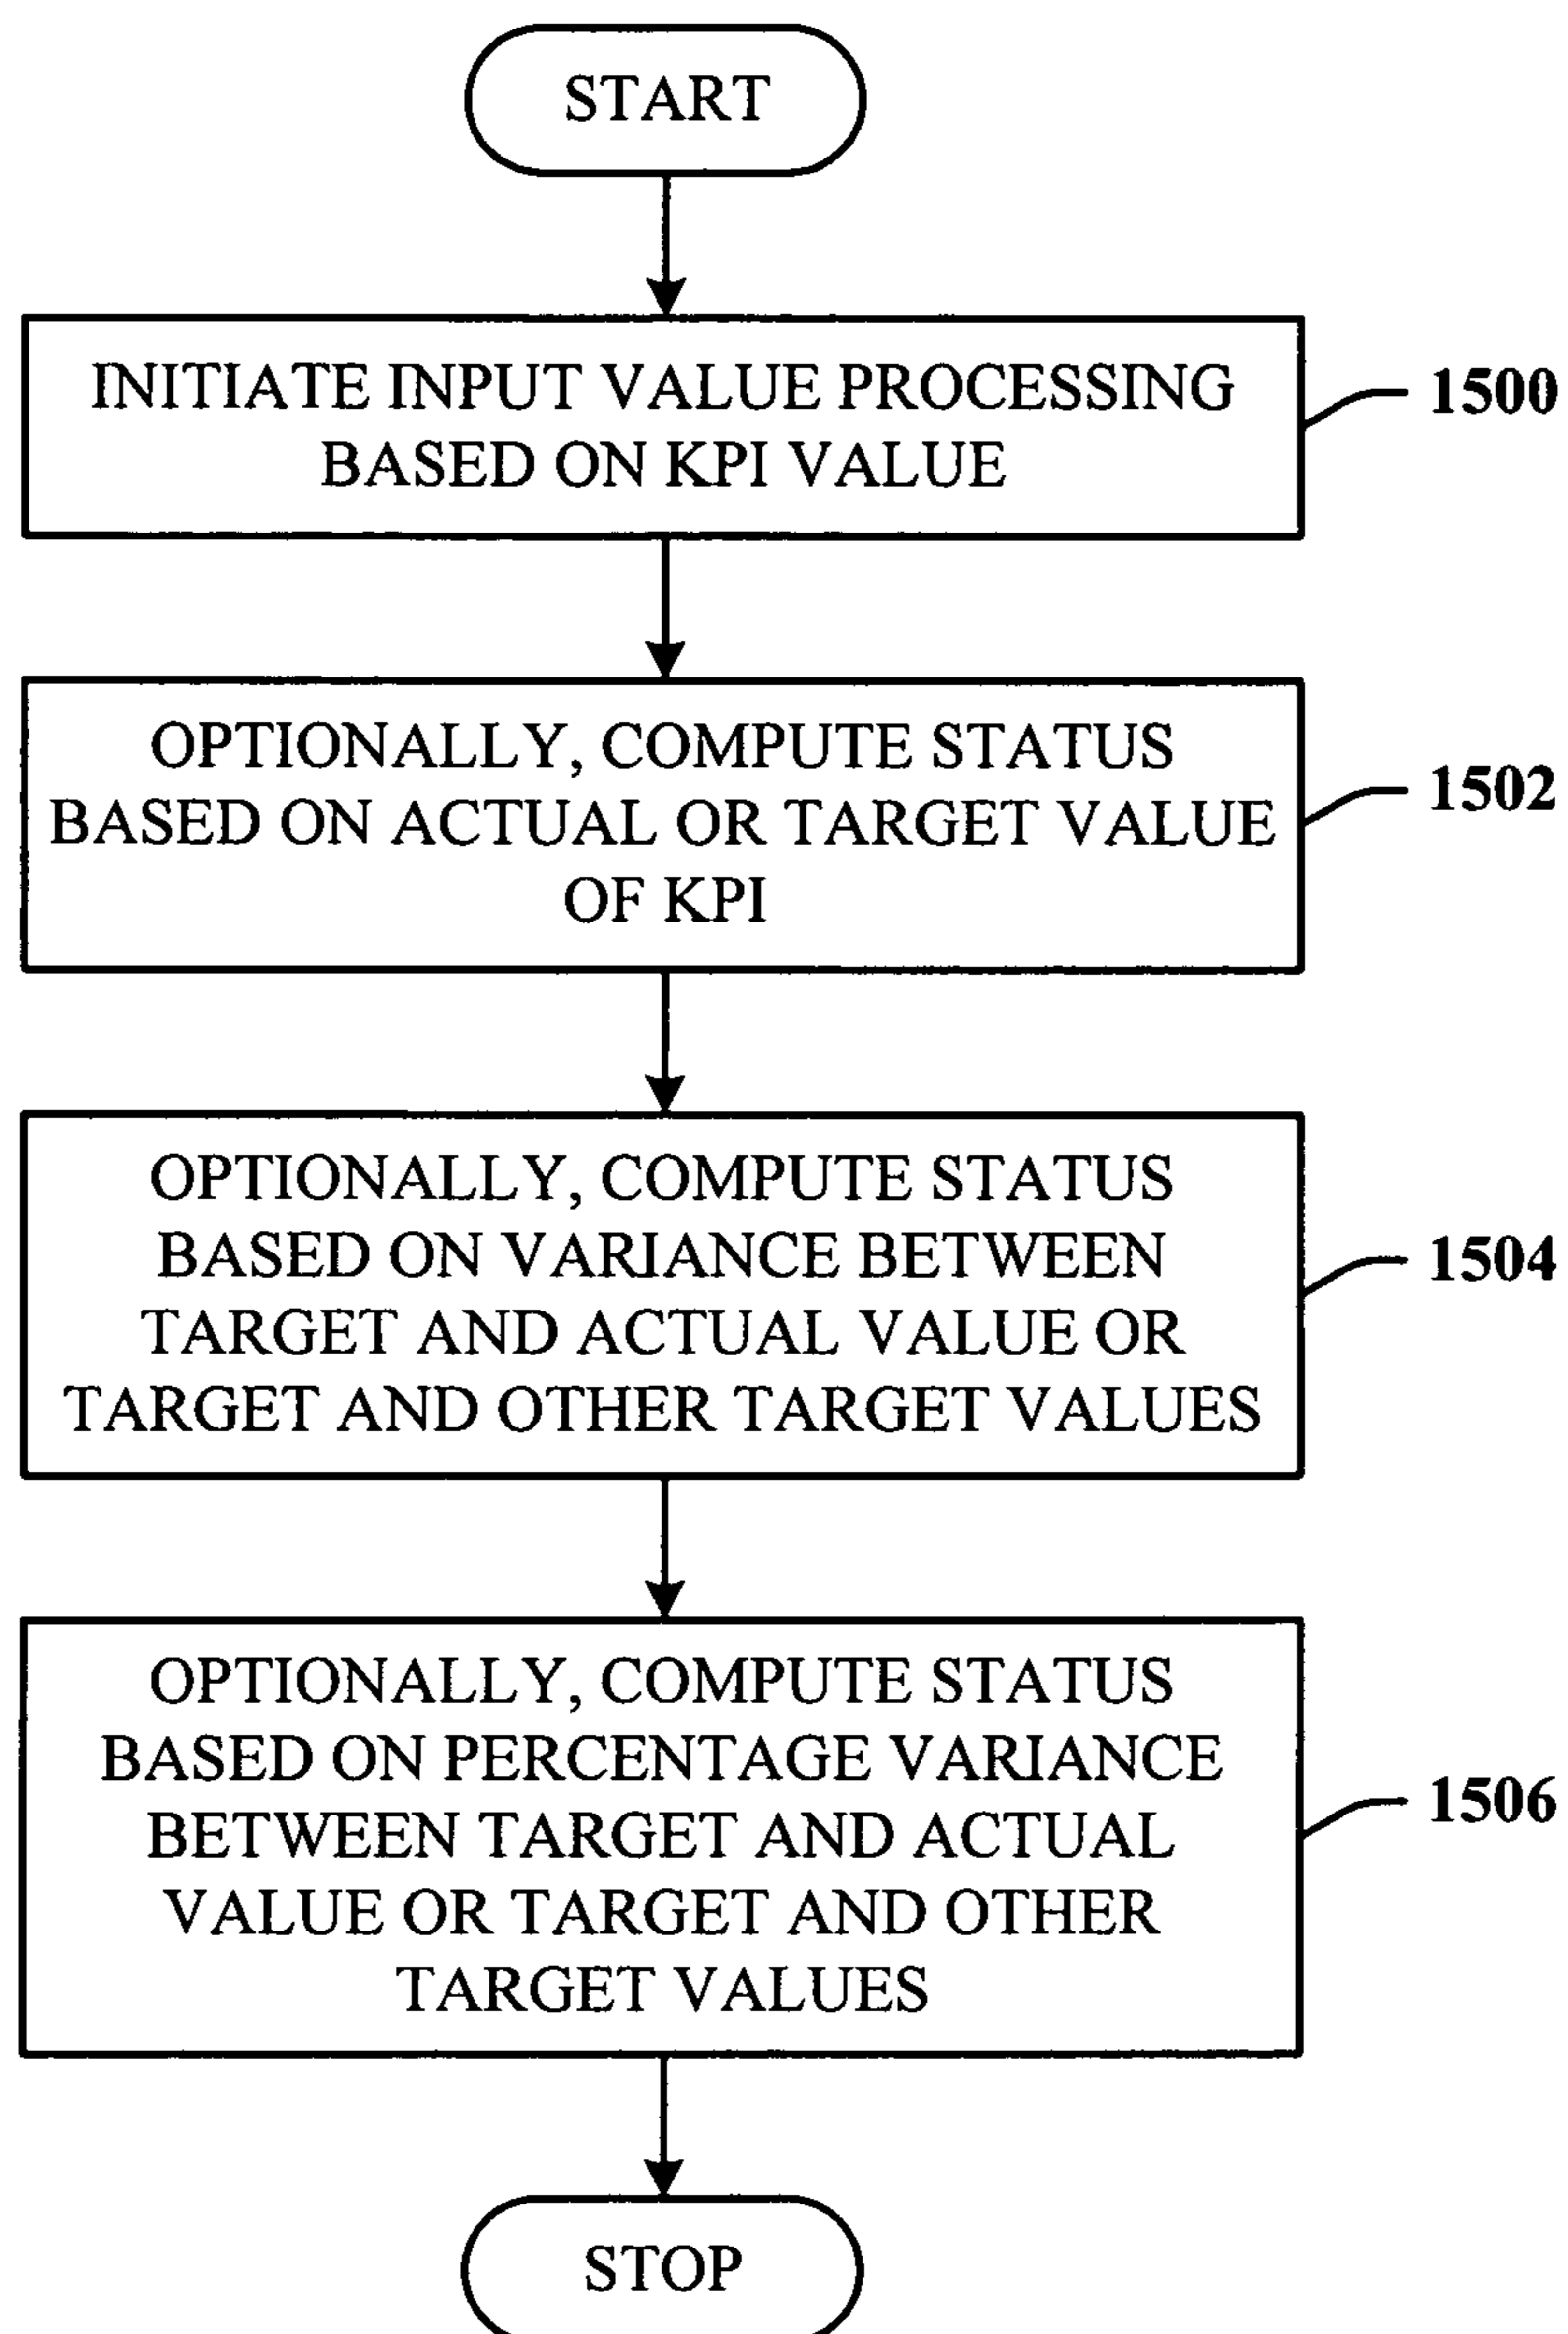 START
INITIATE INPUT VALUE PROCESSING
BASED ON KPI VALUE
1500
OPTIONALLY, COMPUTE STATUS
BASED ON ACTUAL OR TARGET VALUE
OF KPI
1502
OPTIONALLY, COMPUTE STATUS
BASED ON VARIANCE BETWEEN
TARGET AND ACTUAL VALUE OR
TARGET AND OTHER TARGET VALUES
1504
OPTIONALLY, COMPUTE STATUS
BASED ON PERCENTAGE VARIANCE
BETWEEN TARGET AND ACTUAL
VALUE OR TARGET AND OTHER
TARGET VALUES
1506
STOP